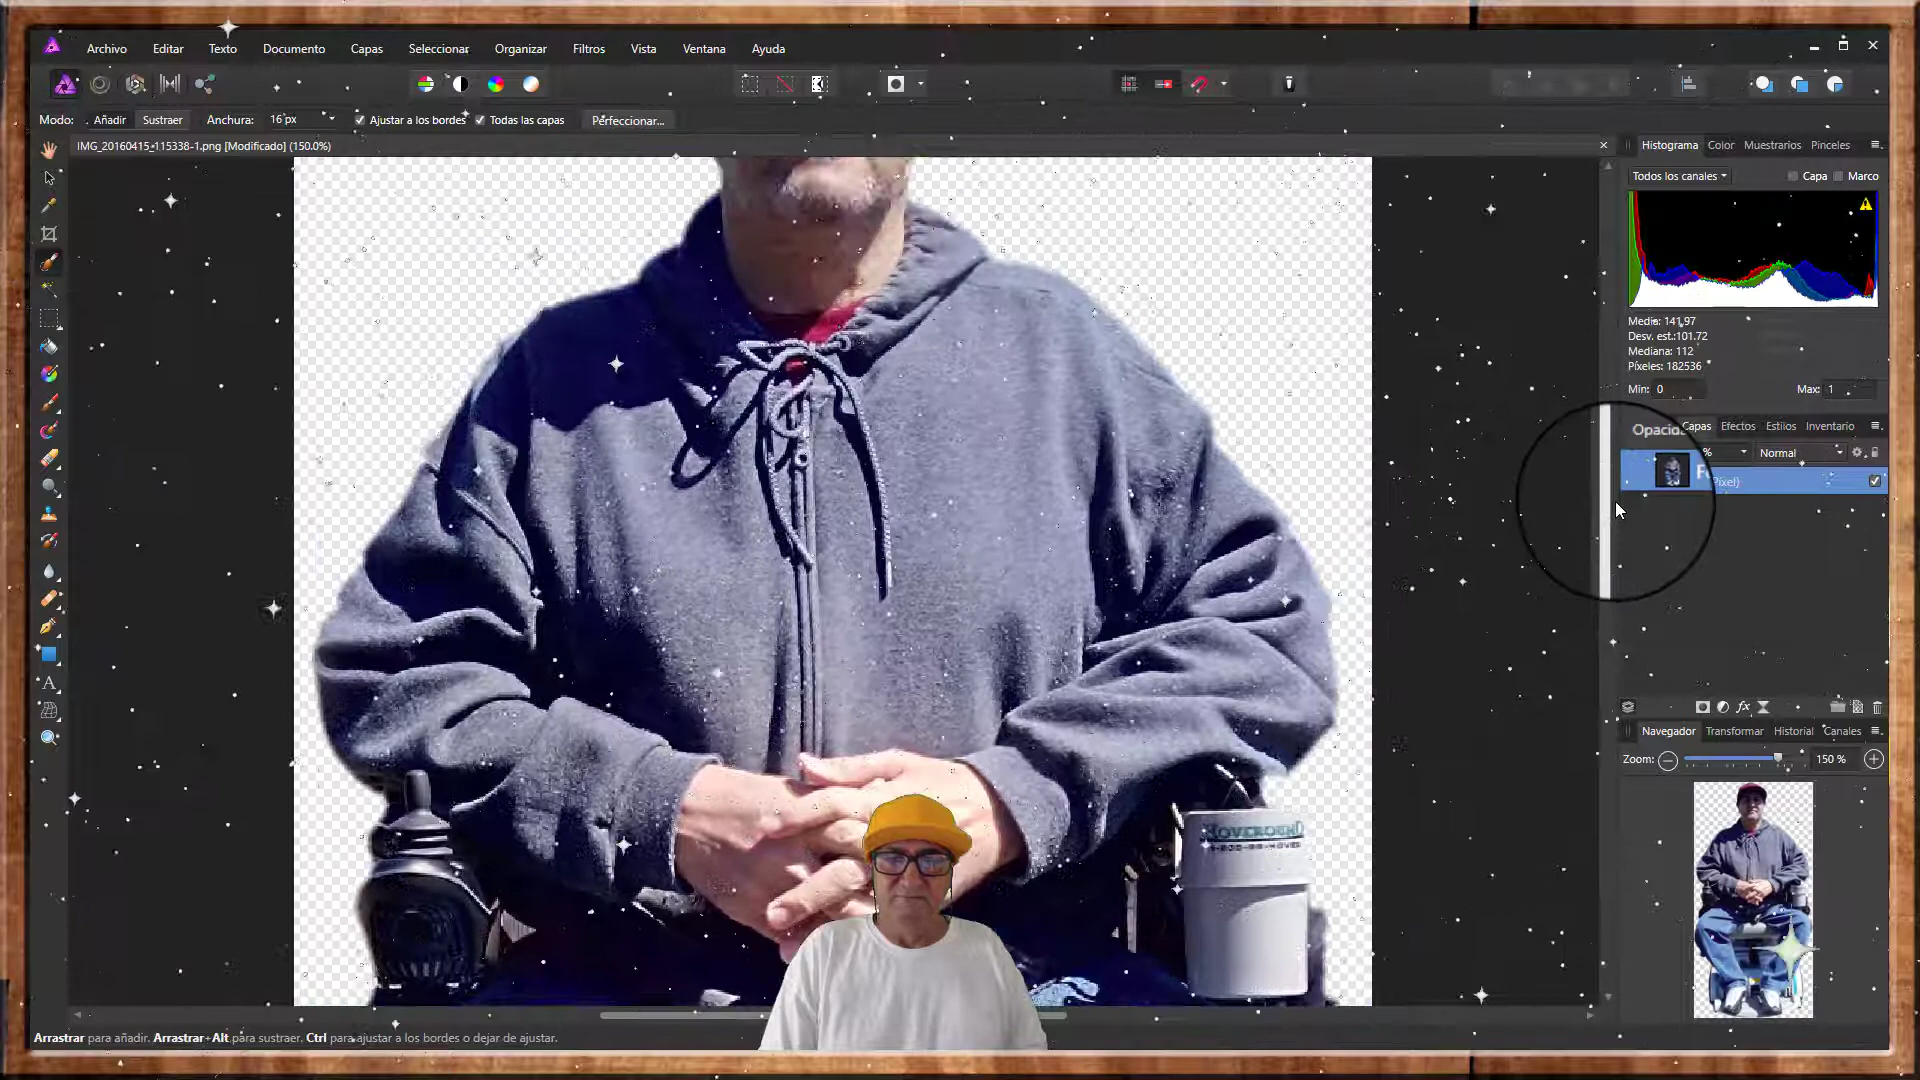 Archivo Editar Texto Documento Capas Seleccionar Organizar Filtros Vista Ventana Ayuda
Modo: Añadir Sustraer Anchura: 16 px Ajustar a los bordes Todas las capas Perfeccionar...
IMG_20160415_115338-1.png [Modificado] (150.0%)
Histograma Color Muestrarios Pinceles
Todos los canales Capa Marco
Media: 141.97
Desv. est.:101.72
Mediana: 112
Píxeles: 182536
Mín: 0 Máx: 1
Capas Efectos Estilos Inventario
Opacid
% Normal
Píxel)
Navegador Transformar Historial Canales
Zoom: 150 %
Arrastrar para añadir. Arrastrar+Alt para sustraer. Ctrl para ajustar a los bordes o dejar de ajustar.